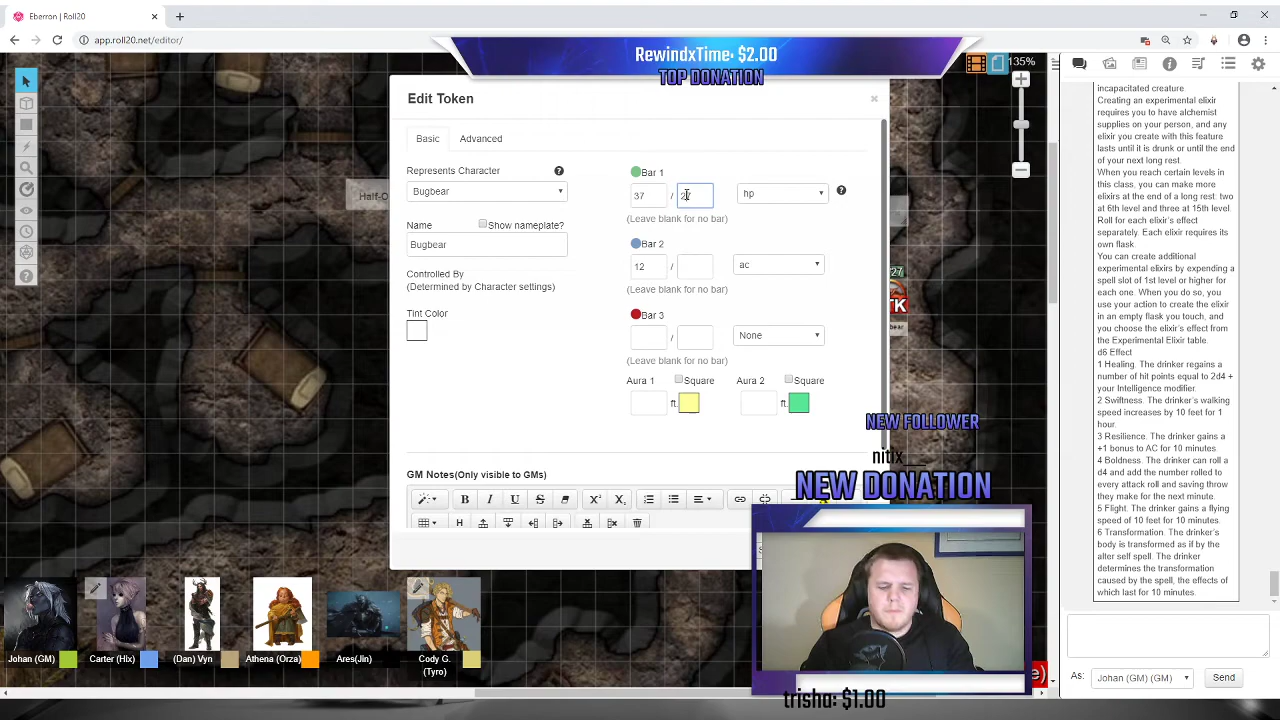 Eberron | Roll20
app.roll20.net/editor/
RewindxTime: $2.00
TOP DONATION
135%
Edit Token
Basic
Advanced
Represents Character
Bugbear
Name
Show nameplate?
Bugbear
Controlled By
(Determined by Character settings)
Tint Color
Bar 1
37 /
hp
(Leave blank for no bar)
Bar 2
12 /
ac
(Leave blank for no bar)
Bar 3
/
None
(Leave blank for no bar)
Aura 1
Square
Aura 2
Square
ft.
ft.
GM Notes(Only visible to GMs)
Half-O
27
NEW FOLLOWER
nitix__
NEW DONATION
trisha: $1.00
Johan (GM)
Carter (Hix)
(Dan) Vyn
Athena (Orza)
Ares(Jin)
Cody G.
(Tyro)
incapacitated creature.
Creating an experimental elixir
requires you to have alchemist
supplies on your person, and any
elixir you create with this feature
lasts until it is drunk or until the end
of your next long rest.
When you reach certain levels in
this class, you can make more
elixirs at the end of a long rest: two
at 6th level and three at 15th level.
Roll for each elixir's effect
separately. Each elixir requires its
own flask.
You can create additional
experimental elixirs by expending a
spell slot of 1st level or higher for
each one. When you do so, you
use your action to create the elixir
in an empty flask you touch, and
you choose the elixir's effect from
the Experimental Elixir table.
d6 Effect
1 Healing. The drinker regains a
number of hit points equal to 2d4 +
your Intelligence modifier.
2 Swiftness. The drinker's walking
speed increases by 10 feet for 1
hour.
3 Resilience. The drinker gains a
+1 bonus to AC for 10 minutes
4 Boldness. The drinker can roll a
d4 and add the number rolled to
every attack roll and saving throw
they make for the next minute.
5 Flight. The drinker gains a flying
speed of 10 feet for 10 minutes.
6 Transformation. The drinker's
body is transformed as if by the
alter self spell. The drinker
determines the transformation
caused by the spell, the effects of
which last for 10 minutes.
As:
Johan (GM) (GM)
Send